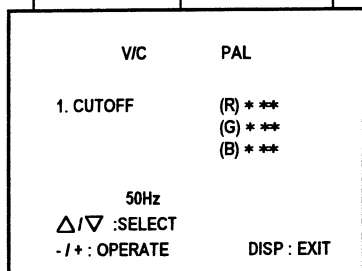 V/C PAL
1. CUTOFF (R) * **
(G) * **
(B) * **
50Hz
△/▽ :SELECT
- / + : OPERATE DISP : EXIT